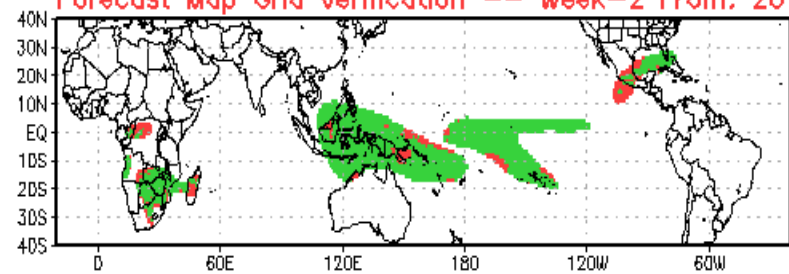 Forecast Map Grid Verification -- Week-2 from: 20
40N
30N
20N
10N
EQ
10S
20S
30S
40S
0 60E 120E 180 120W 60W